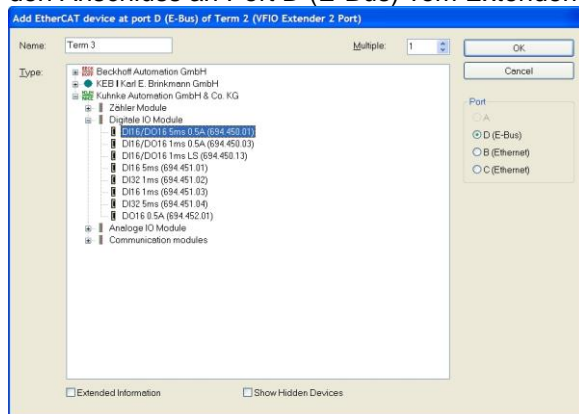 den Anschluss an Port D (E-Bus) vom Extender.
Add EtherCAT device at port D (E-Bus) of Term 2 (VFIO Extender 2 Port)
Name: Term 3 Multiple: 1 OK
Type: Cancel
Beckhoff Automation GmbH
KEB I Karl E. Brinkmann GmbH
Kuhnke Automation GmbH & Co. KG
Zähler Module
Digitale IO Module
DI16/DO16 5ms 0.5A (694.450.01)
DI16/DO16 1ms 0.5A (694.450.03)
DI16/DO16 1ms LS (694.450.13)
DI16 5ms (694.451.01)
DI32 1ms (694.451.02)
DI16 1ms (694.451.03)
DI32 5ms (694.451.04)
DO16 0.5A (694.452.01)
Analoge IO Module
Communication modules
Port
A
D (E-Bus)
B (Ethernet)
C (Ethernet)
Extended Information Show Hidden Devices